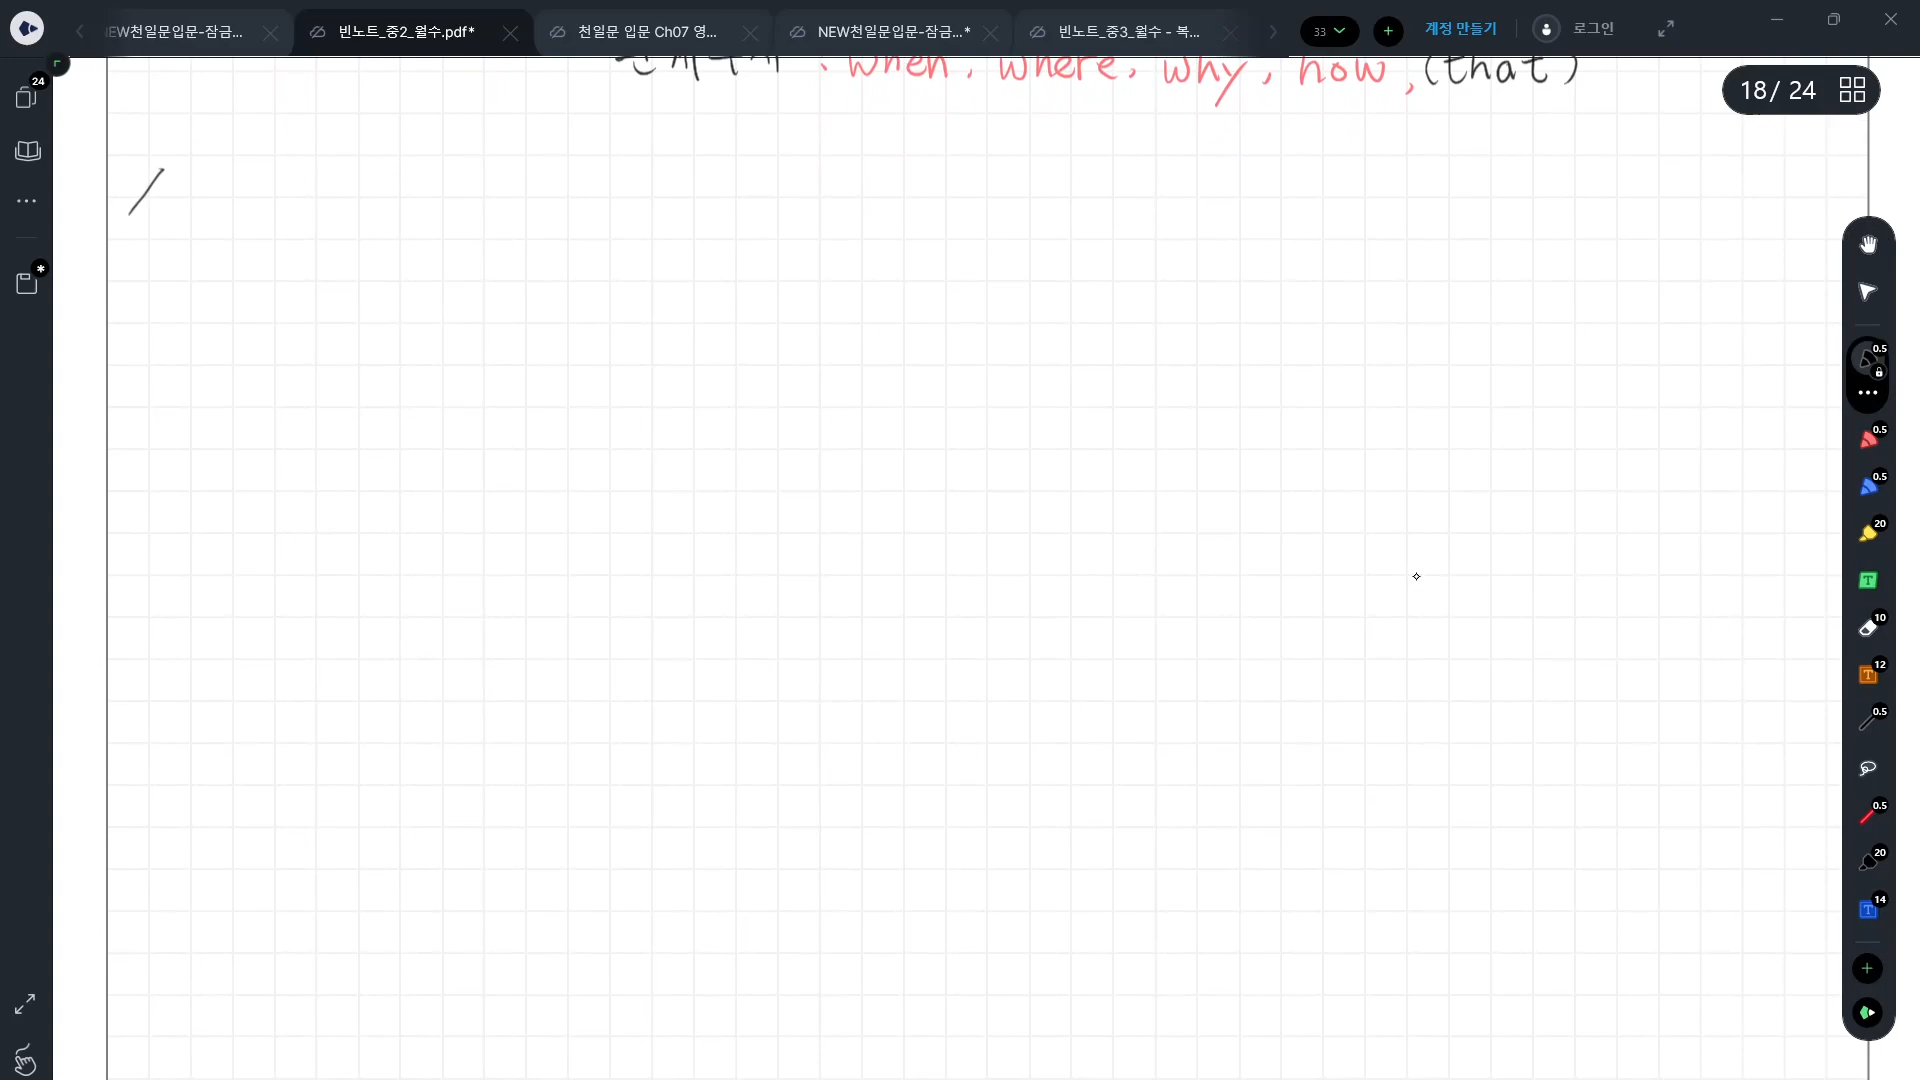 EW천일문입문-잠금...
빈노트_중2_월수.pdf*
천일문 입문 Ch07 영...
NEW천일문입문-잠금...*
빈노트_중3_월수 - 복...
33
계정 만들기
로그인
24
: when, where, why, how, (that)
18/ 24
*
0.5
0.5
0.5
20
T
10
T 12
0.5
0.5
20
T 14